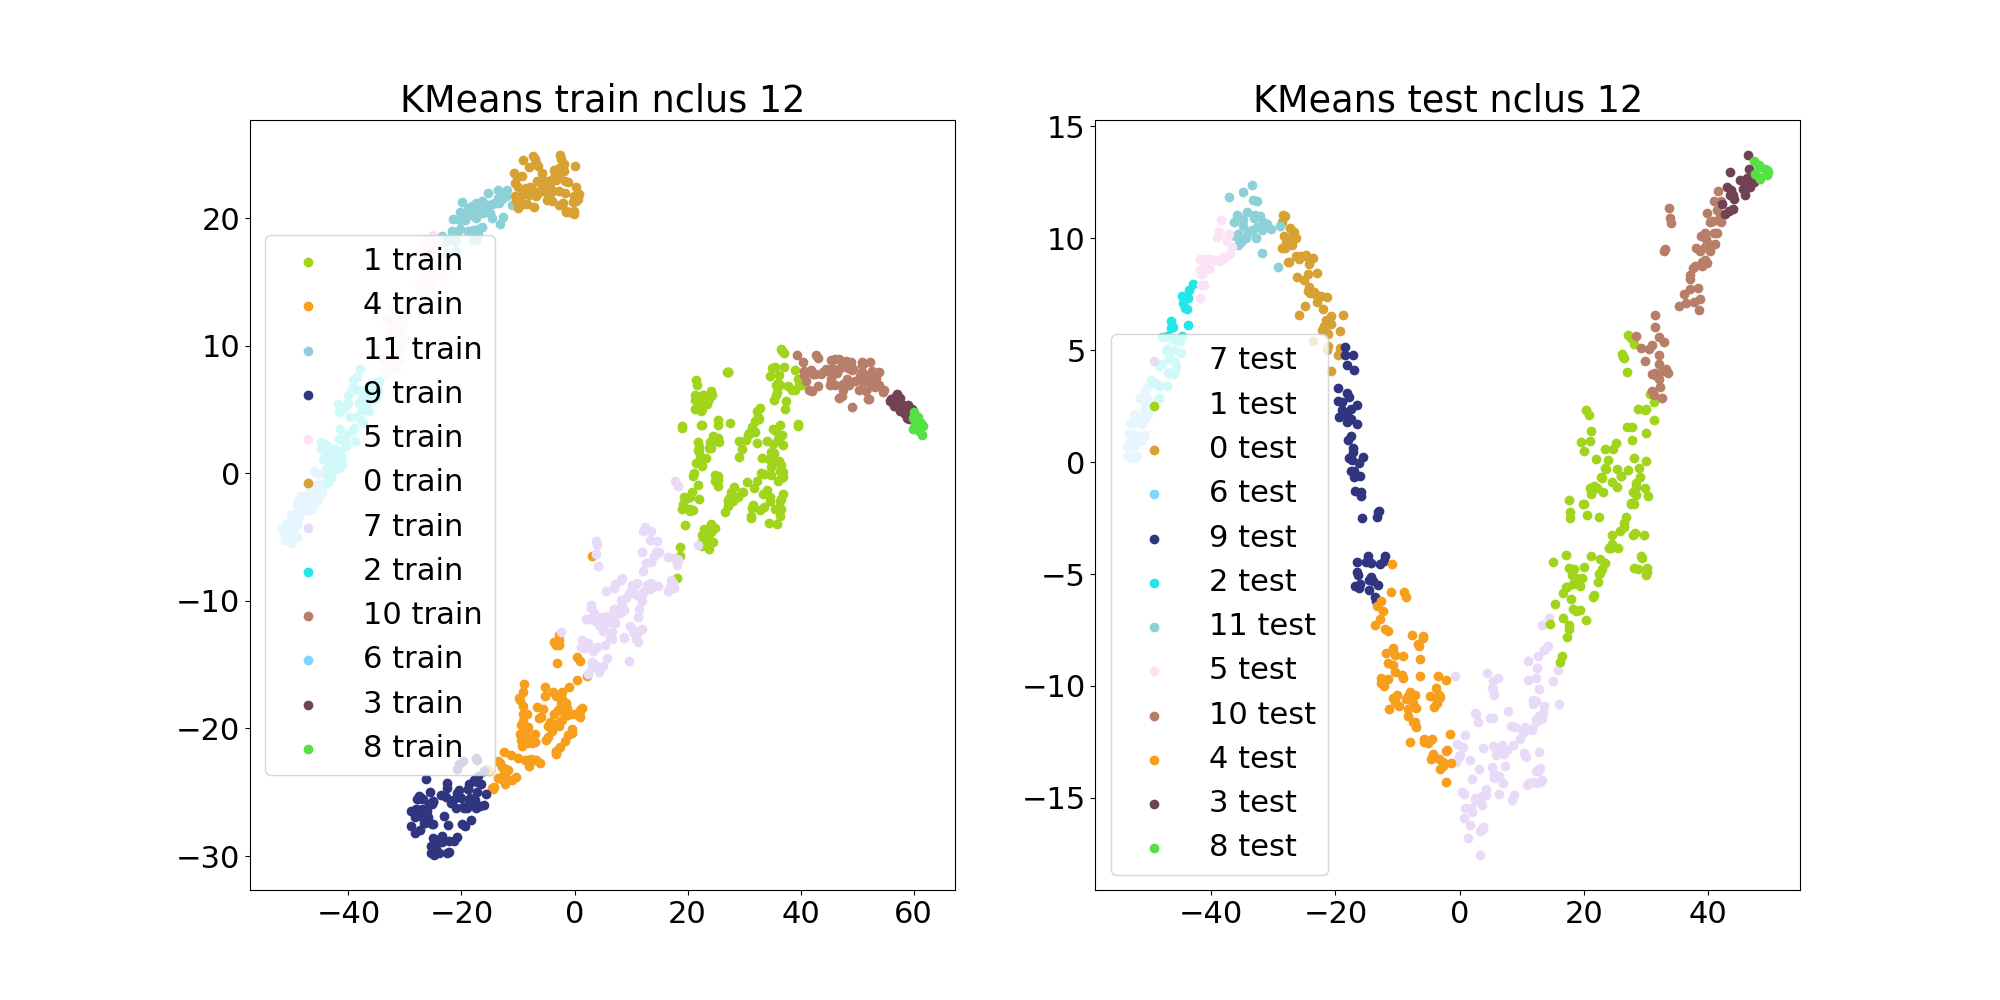 KMeans train nclus 12
20
10
0
−10
−20
−30
−40
−20
0
20
40
60
1 train
4 train
11 train
9 train
5 train
0 train
7 train
2 train
10 train
6 train
3 train
8 train
KMeans test nclus 12
15
10
5
0
−5
−10
−15
−40
−20
0
20
40
7 test
1 test
0 test
6 test
9 test
2 test
11 test
5 test
10 test
4 test
3 test
8 test